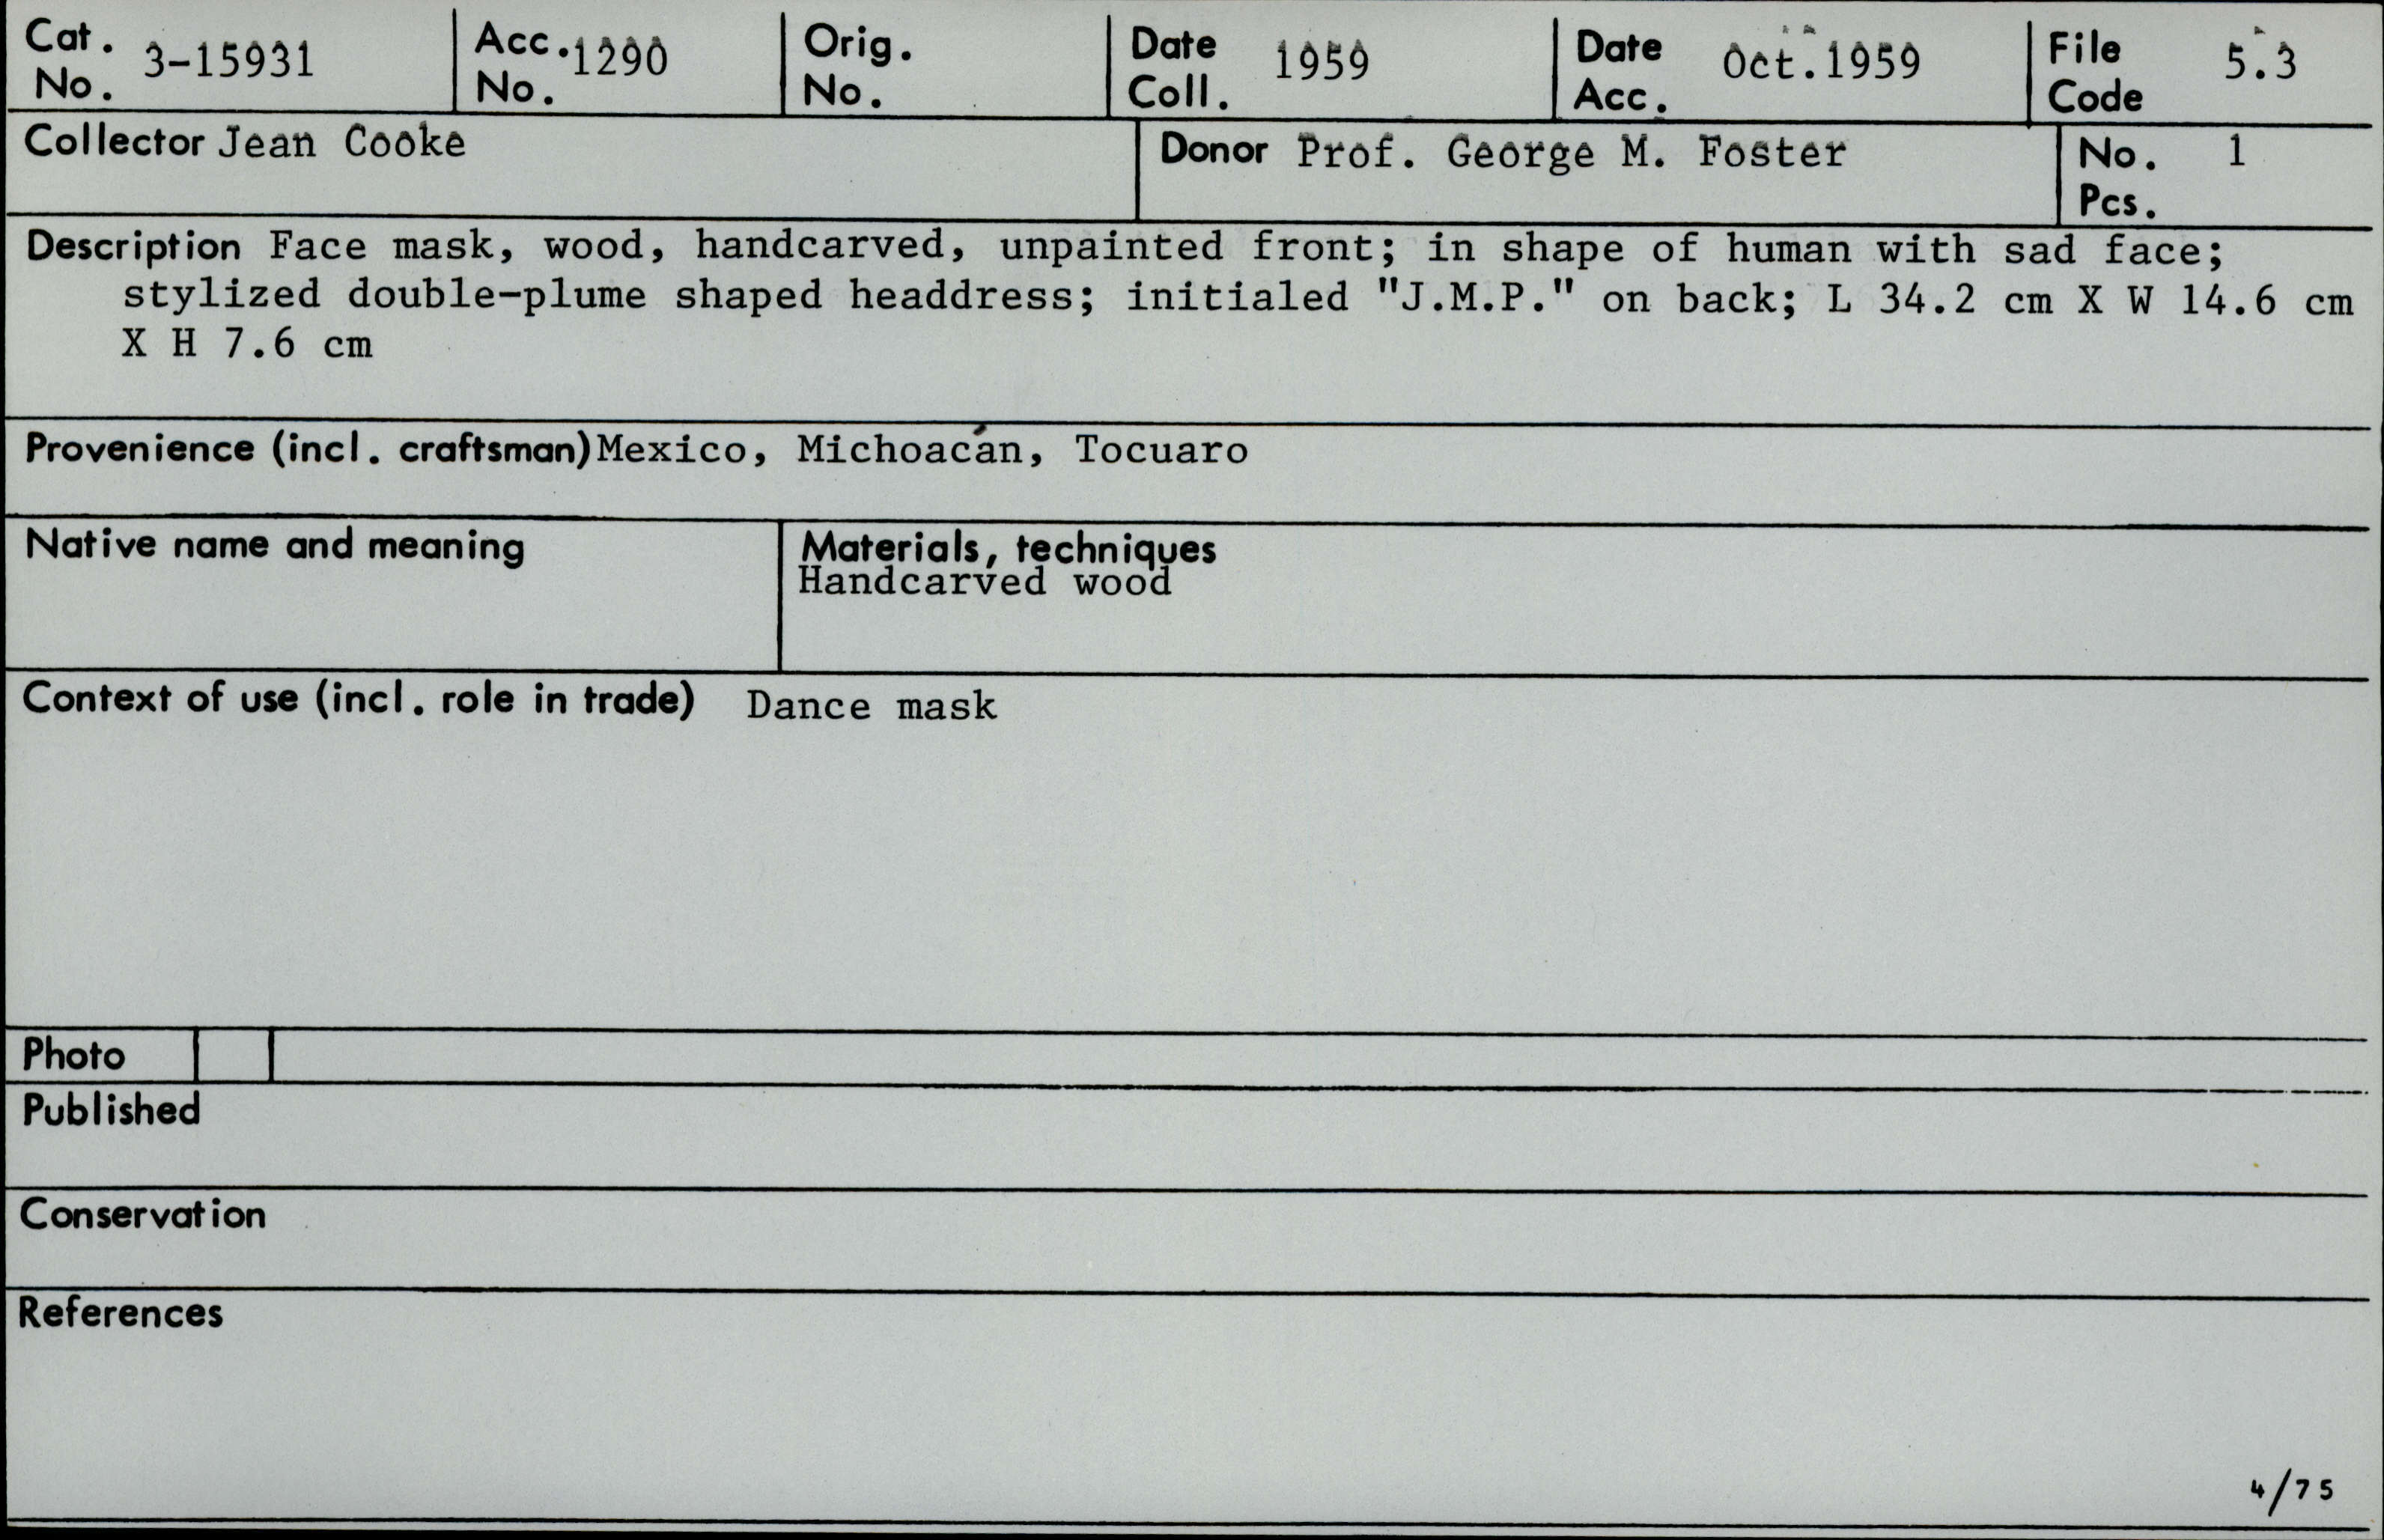 Cat. No. 3-15931 Acc. No. 1290 Orig. No. Date Coll. 1959 Date Acc. Oct.1959 File Code 5.3
Collector Jean Cooke Donor Prof. George M. Foster No. Pcs. 1
Description Face mask, wood, handcarved, unpainted front; in shape of human with sad face;
stylized double-plume shaped headdress; initialed "J.M.P." on back; L 34.2 cm X W 14.6 cm
X H 7.6 cm
Provenience (incl. craftsman) Mexico, Michoacán, Tocuaro
Native name and meaning
Materials, techniques
Handcarved wood
Context of use (incl. role in trade) Dance mask
Photo
Published
Conservation
References
4/75